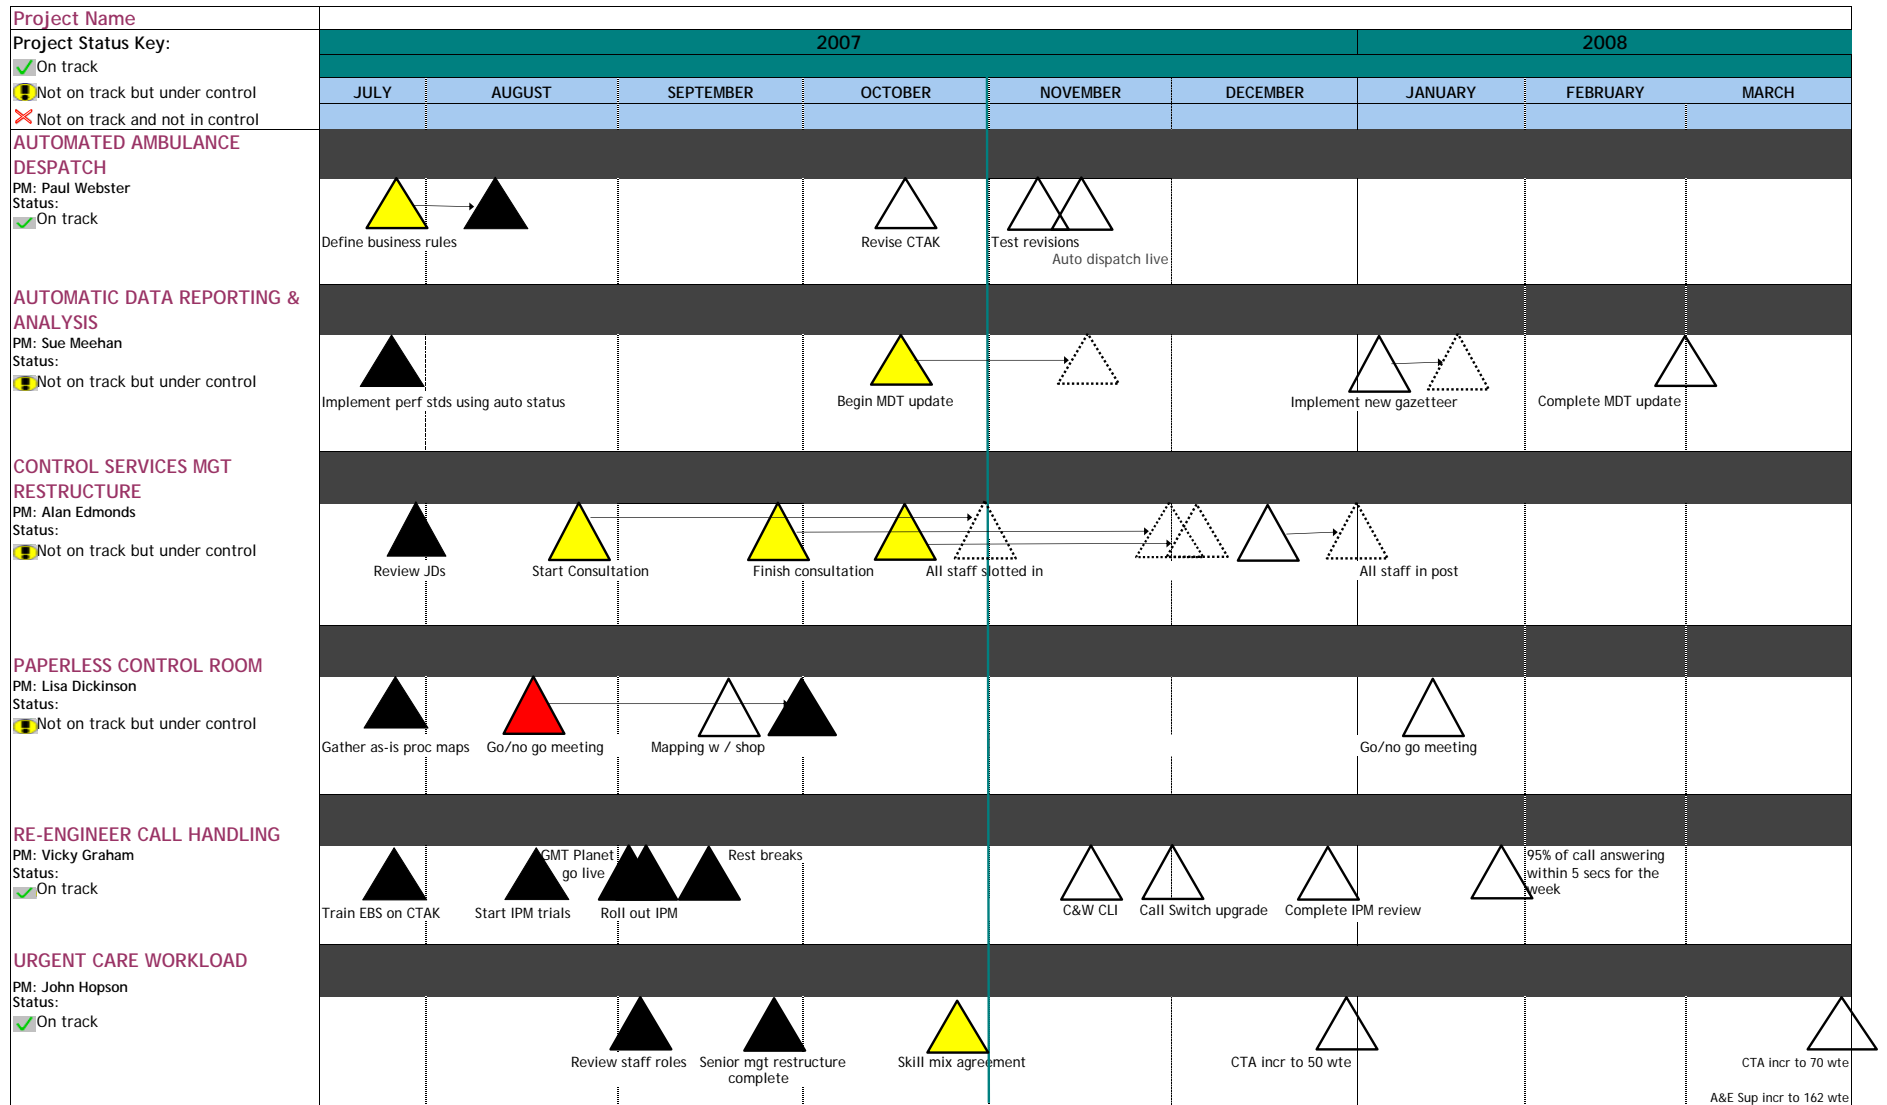 Project Name
Project Status Key:
On track
Not on track but under control
Not on track and not in control
2007
2008
JULY
AUGUST
SEPTEMBER
OCTOBER
NOVEMBER
DECEMBER
JANUARY
FEBRUARY
MARCH
AUTOMATED AMBULANCE
DESPATCH
PM: Paul Webster
Status:
On track
Define business rules
Revise CTAK
Test revisions
Auto dispatch live
AUTOMATIC DATA REPORTING &
ANALYSIS
PM: Sue Meehan
Status:
Not on track but under control
Implement perf stds using auto status
Begin MDT update
Implement new gazetteer
Complete MDT update
CONTROL SERVICES MGT
RESTRUCTURE
PM: Alan Edmonds
Status:
Not on track but under control
Review JDs
Start Consultation
Finish consultation
All staff slotted in
All staff in post
PAPERLESS CONTROL ROOM
PM: Lisa Dickinson
Status:
Not on track but under control
Gather as-is proc maps
Go/no go meeting
Mapping w / shop
Go/no go meeting
RE-ENGINEER CALL HANDLING
PM: Vicky Graham
Status:
On track
GMT Planet
go live
Rest breaks
95% of call answering
within 5 secs for the
week
Train EBS on CTAK
Start IPM trials
Roll out IPM
C&W CLI
Call Switch upgrade
Complete IPM review
URGENT CARE WORKLOAD
PM: John Hopson
Status:
On track
Review staff roles
Senior mgt restructure
complete
Skill mix agreement
CTA incr to 50 wte
CTA incr to 70 wte
A&E Sup incr to 162 wte